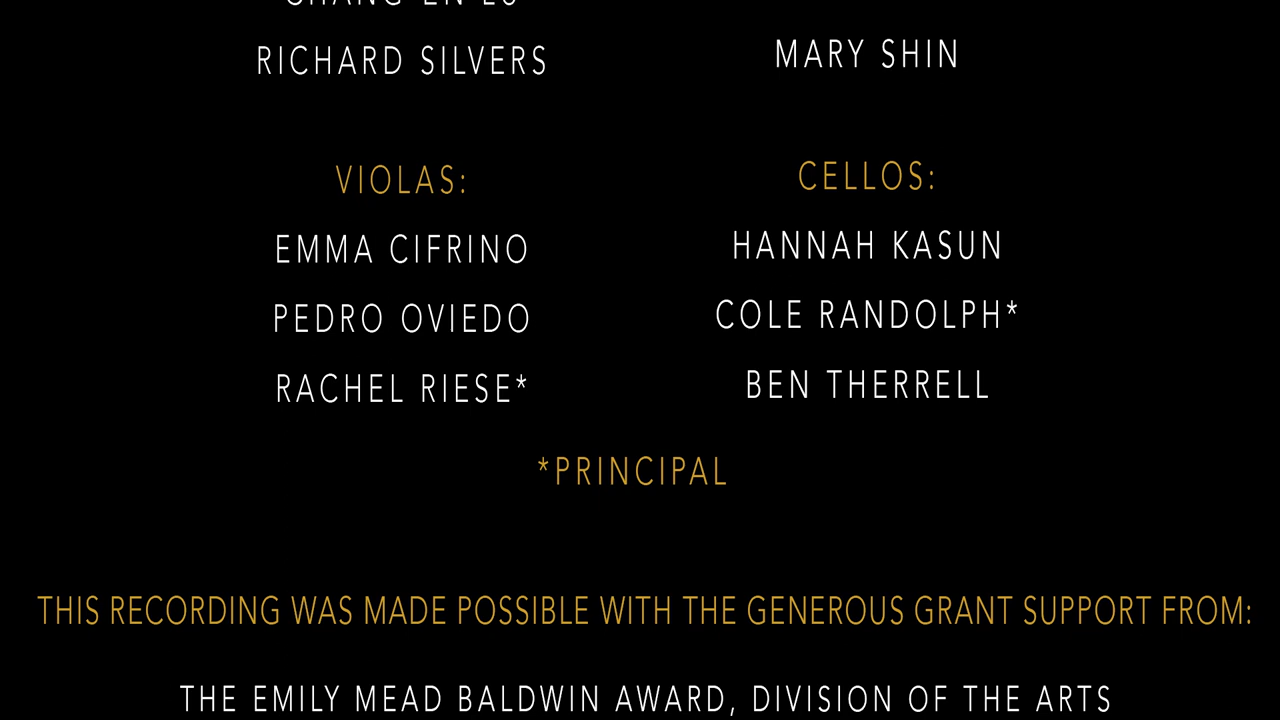 RICHARD SILVERS
MARY SHIN
VIOLAS:
EMMA CIFRINO
PEDRO OVIEDO
RACHEL RIESE*
CELLOS:
HANNAH KASUN
COLE RANDOLPH*
BEN THERRELL
*PRINCIPAL
THIS RECORDING WAS MADE POSSIBLE WITH THE GENEROUS GRANT SUPPORT FROM:
THE EMILY MEAD BALDWIN AWARD, DIVISION OF THE ARTS